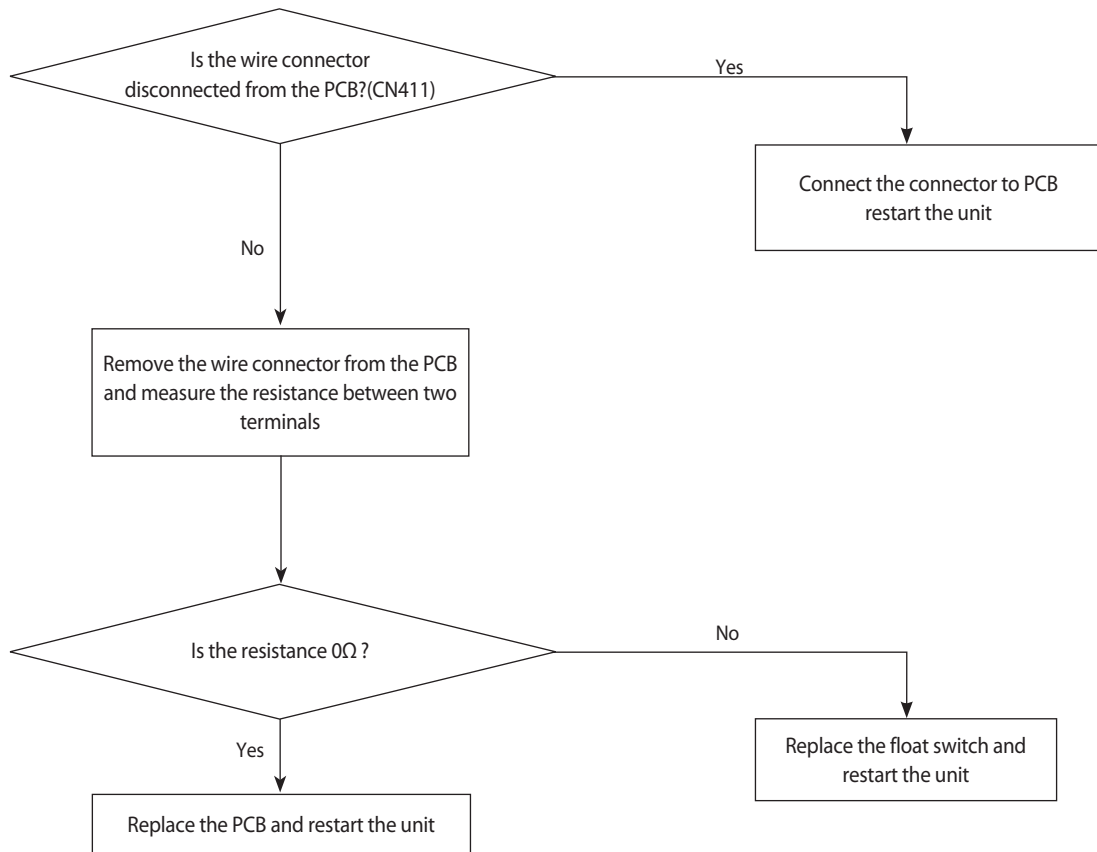 Is the wire connector
disconnected from the PCB?(CN411)
Yes
Connect the connector to PCB
restart the unit
No
Remove the wire connector from the PCB
and measure the resistance between two
terminals
Is the resistance 0Ω ?
No
Replace the float switch and
restart the unit
Yes
Replace the PCB and restart the unit